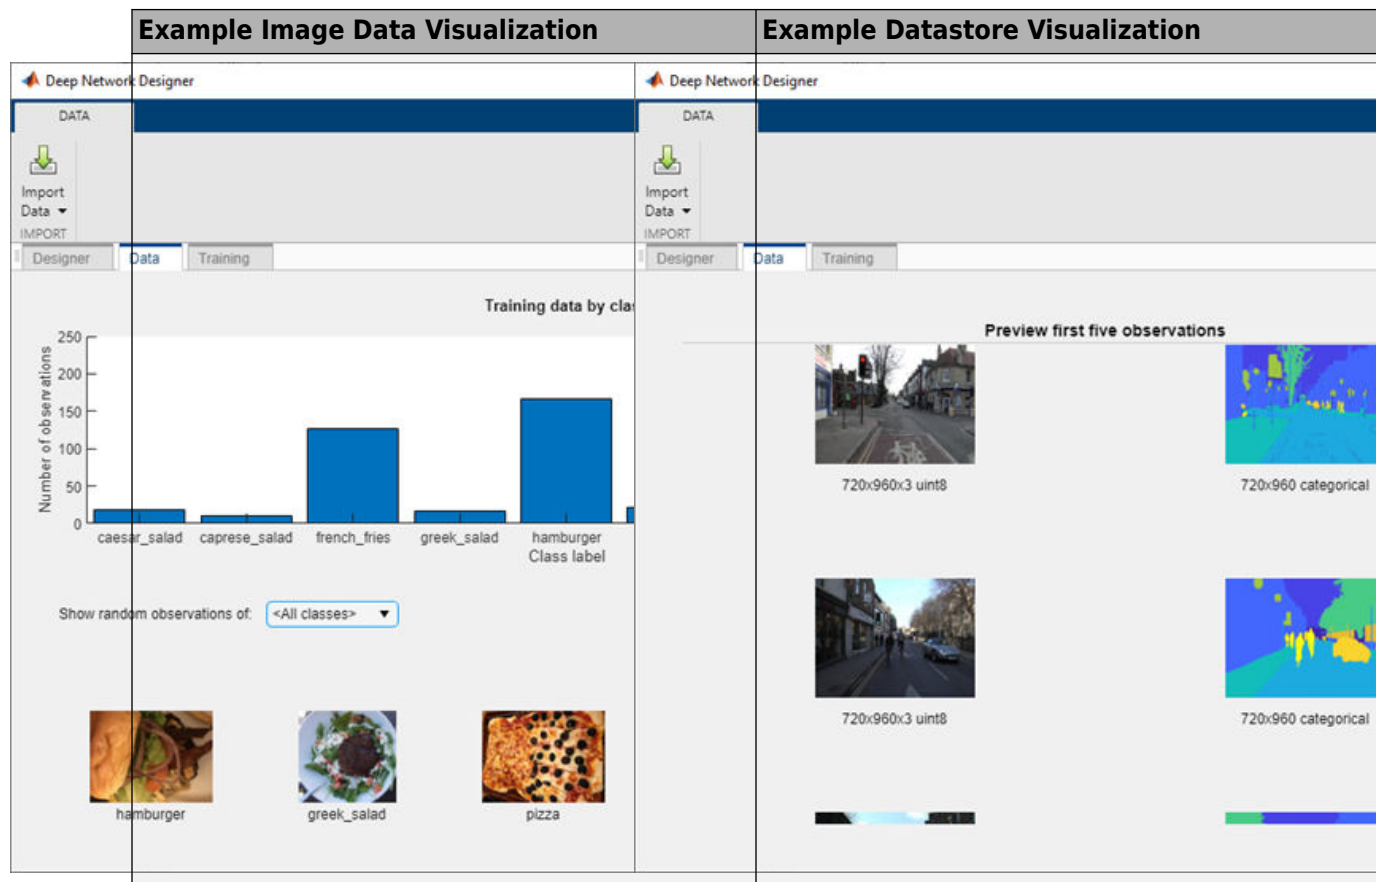 Example Image Data Visualization
Example Datastore Visualization
Deep Network Designer
DATA
Import
Data
IMPORT
Designer
Data
Training
Training data by clas
Number of observations
250
200
150
100
50
0
caesar_salad
caprese_salad
french_fries
greek_salad
hamburger
Class label
Show random observations of:
<All classes>
hamburger
greek_salad
pizza
Deep Network Designer
DATA
Import
Data
IMPORT
Designer
Data
Training
Preview first five observations
720x960x3 uint8
720x960 categorical
720x960x3 uint8
720x960 categorical